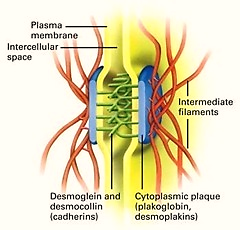 Plasma
membrane
Intercellular
space
Intermediate
filaments
Desmoglein and
desmocollin
(cadherins)
Cytoplasmic plaque
(plakoglobin,
desmoplakins)